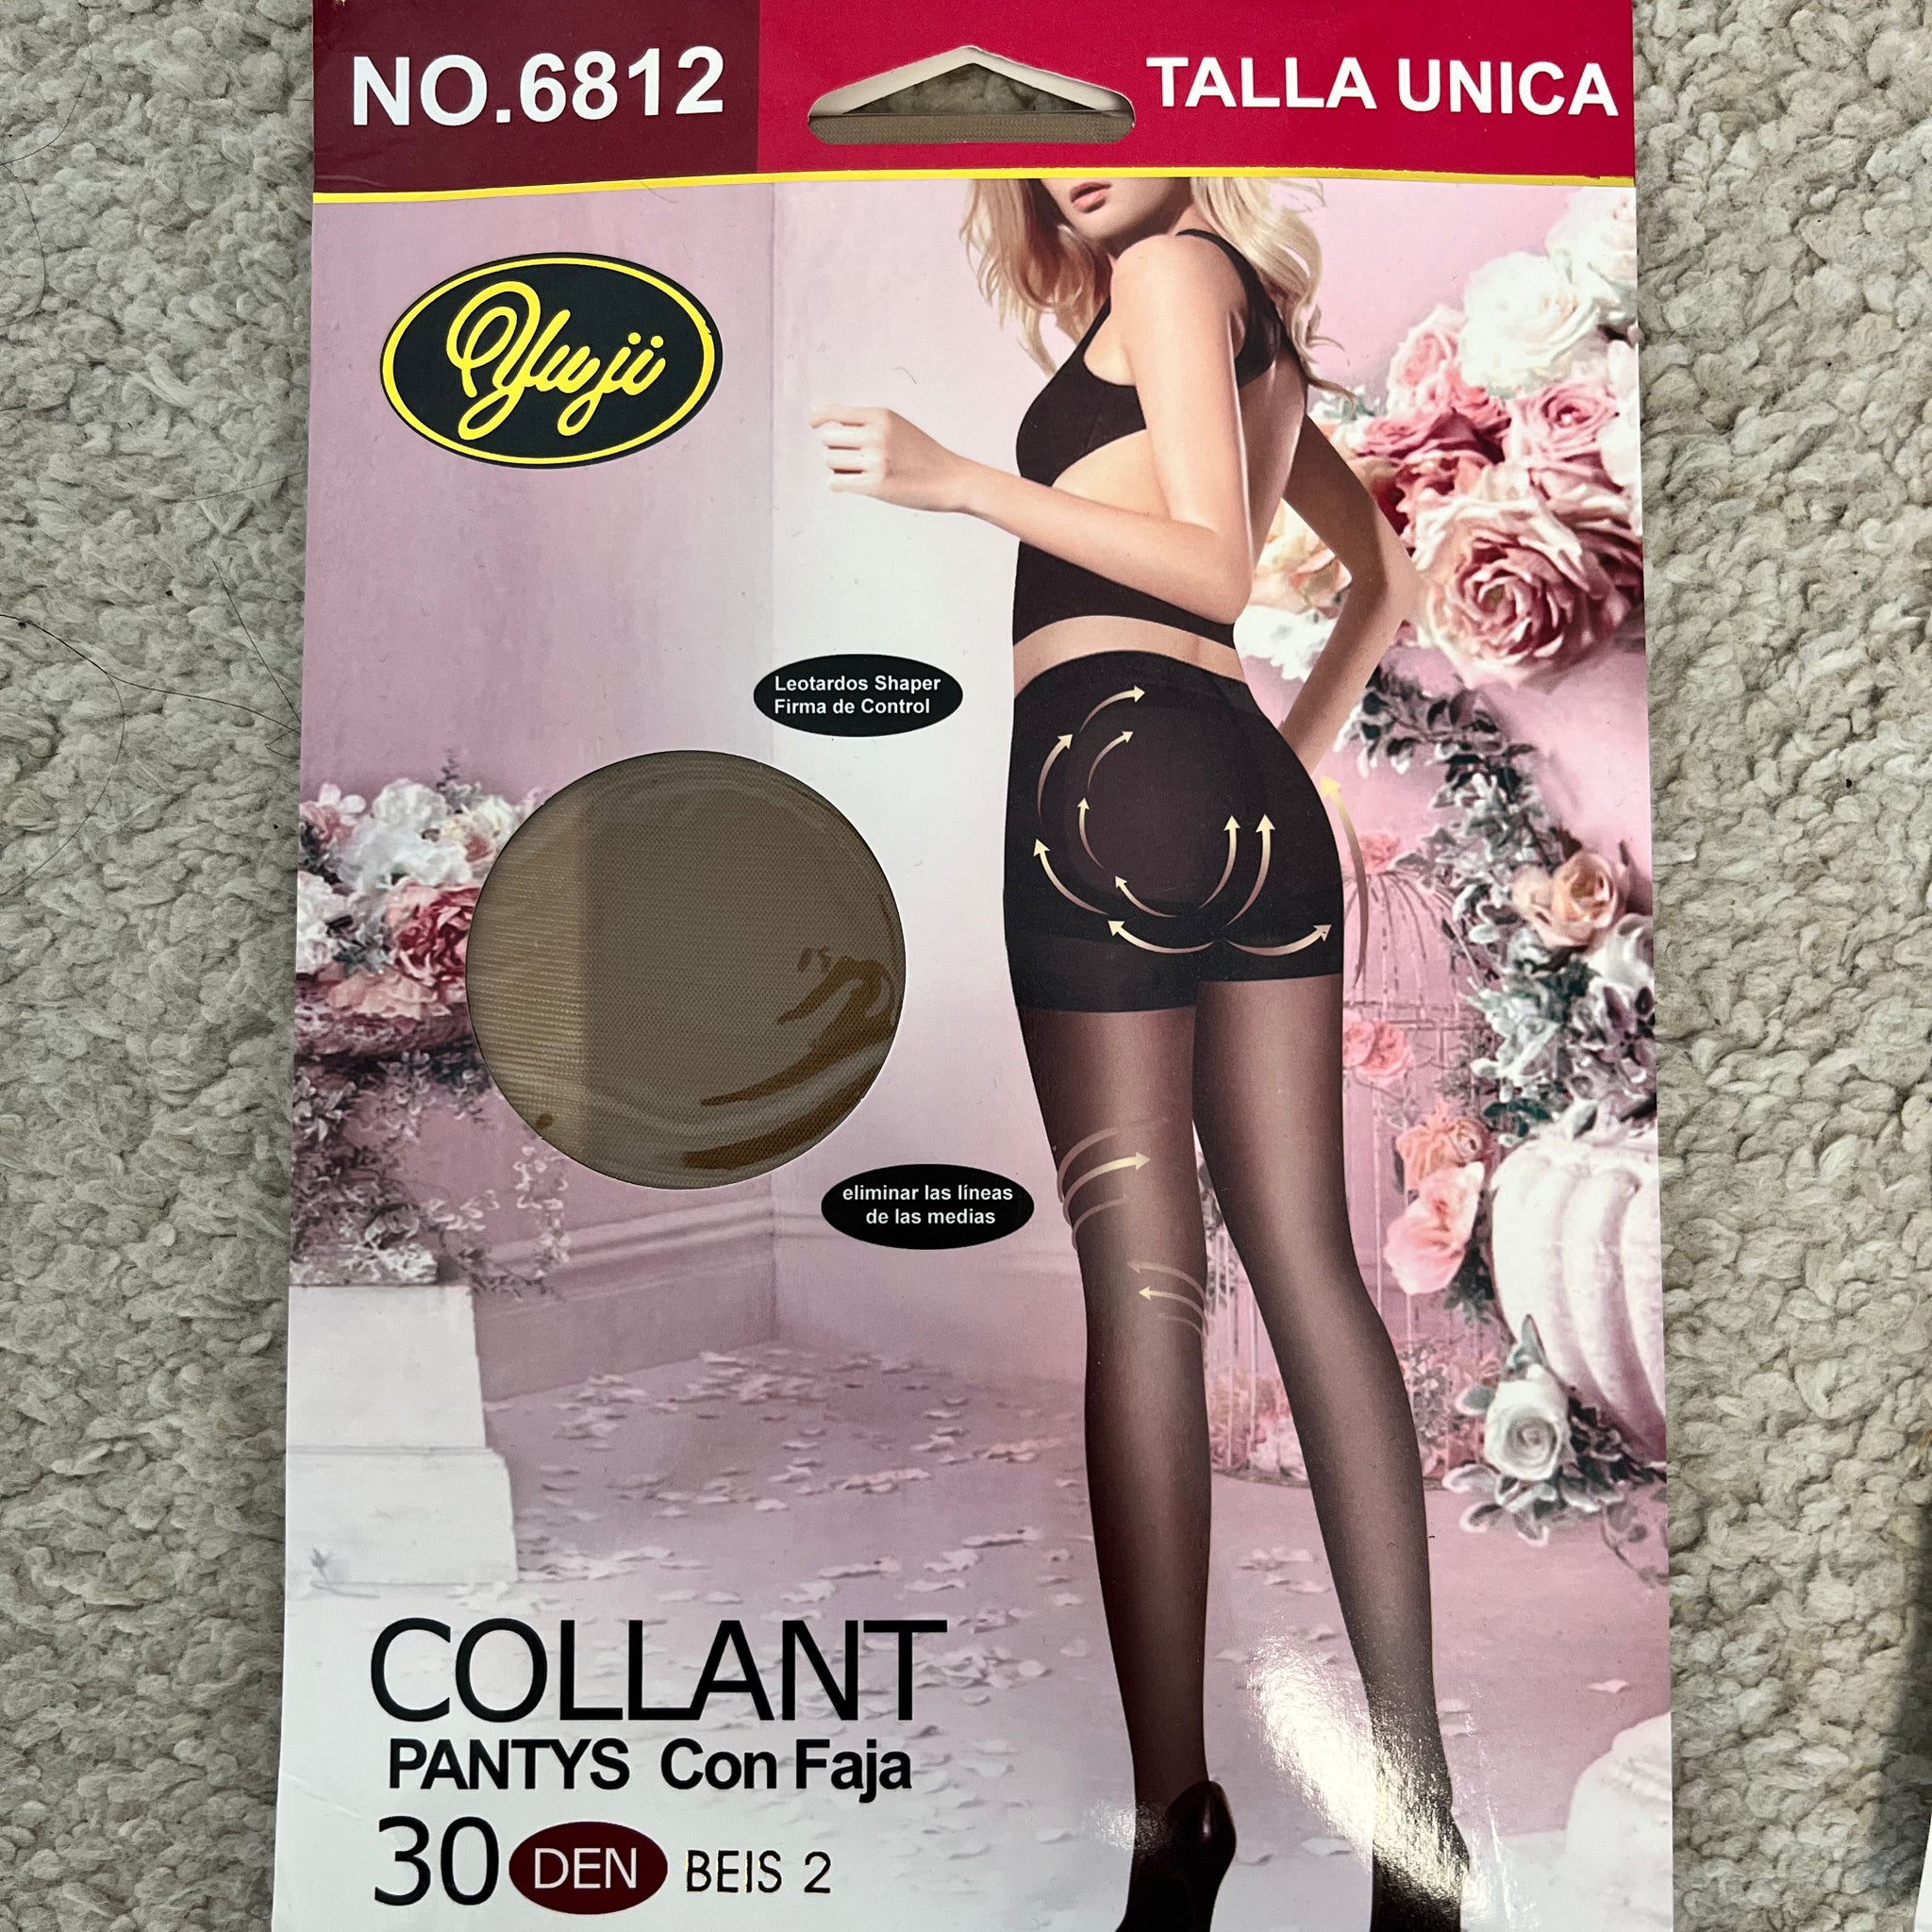 NO.6812
TALLA UNICA
Yuji
Leotardos Shaper
Firma de Control
eliminar las líneas
de las medias
COLLANT
PANTYS Con Faja
30 DEN BEIS 2